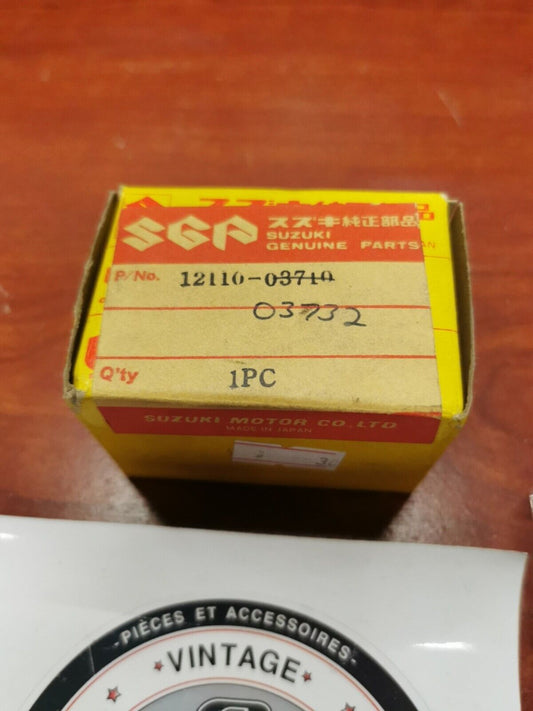 SGP スズキ純正部品
SUZUKI
GENUINE PARTS
P/No. 12110-03710
03732
Q'ty 1PC
SUZUKI MOTOR CO.,LTD
MADE IN JAPAN
-PIÈCES ET ACCESSOIRES-
VINTAGE